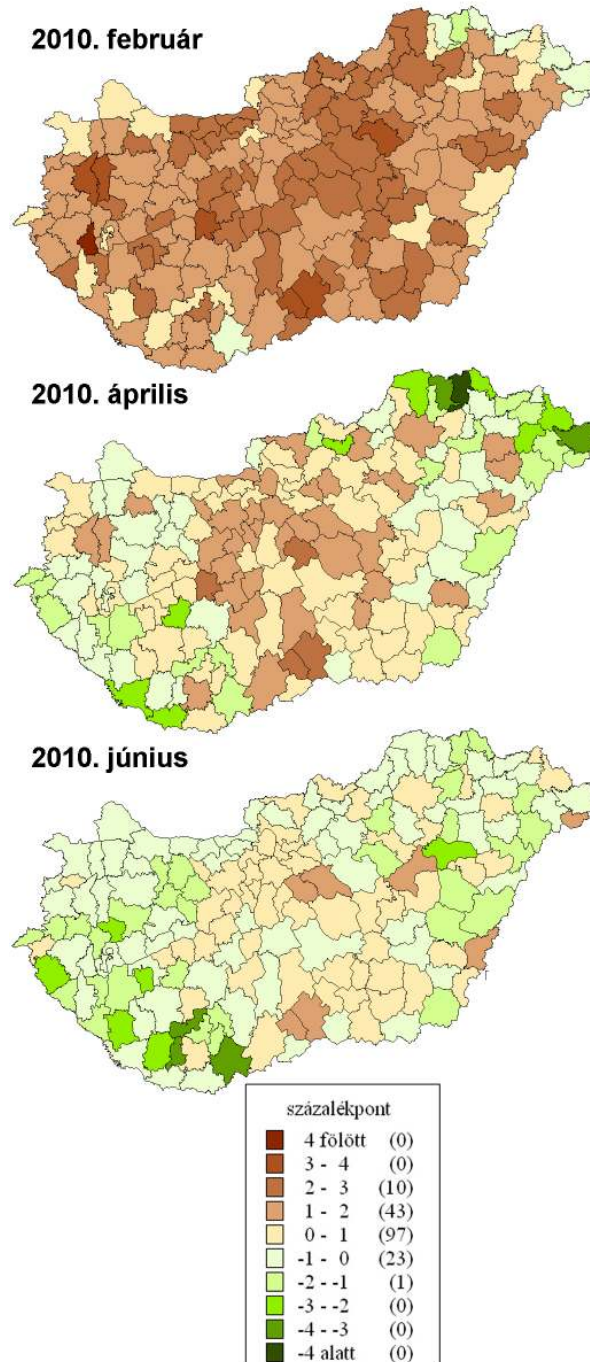 2010. február
2010. április
2010. június
százalékpont
4 fölött (0)
3 - 4 (0)
2 - 3 (10)
1 - 2 (43)
0 - 1 (97)
-1 - 0 (23)
-2 - -1 (1)
-3 - -2 (0)
-4 - -3 (0)
-4 alatt (0)